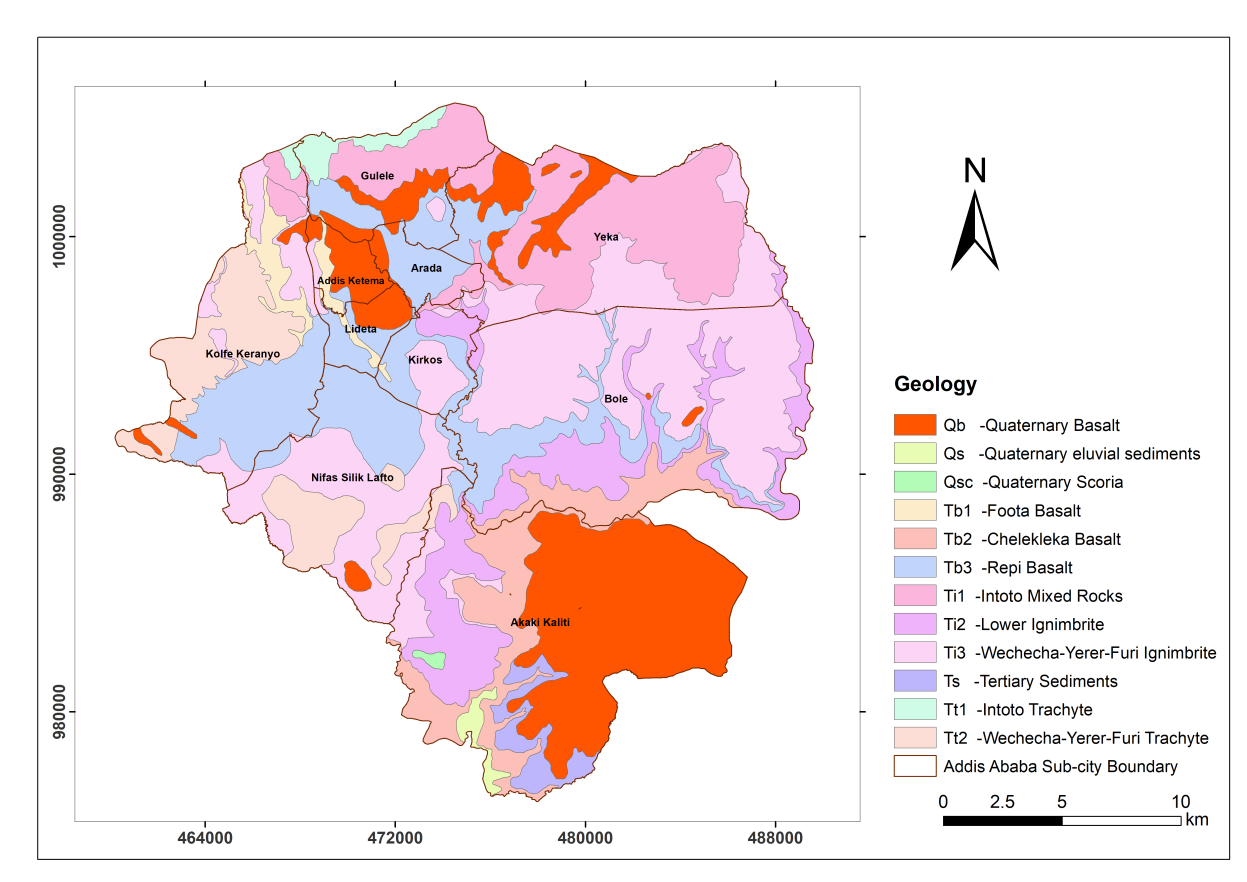 N
Gulele
Yeka
Arada
Addis Ketema
Lideta
Kolfe Keranyo
Kirkos
Bole
Nifas Silik Lafto
Akaki Kaliti
1000000
990000
980000
464000 472000 480000 488000
Geology
Qb -Quaternary Basalt
Qs -Quaternary eluvial sediments
Qsc -Quaternary Scoria
Tb1 -Foota Basalt
Tb2 -Chelekleka Basalt
Tb3 -Repi Basalt
Ti1 -Intoto Mixed Rocks
Ti2 -Lower Ignimbrite
Ti3 -Wechecha-Yerer-Furi Ignimbrite
Ts -Tertiary Sediments
Tt1 -Intoto Trachyte
Tt2 -Wechecha-Yerer-Furi Trachyte
Addis Ababa Sub-city Boundary
0 2.5 5 10
km